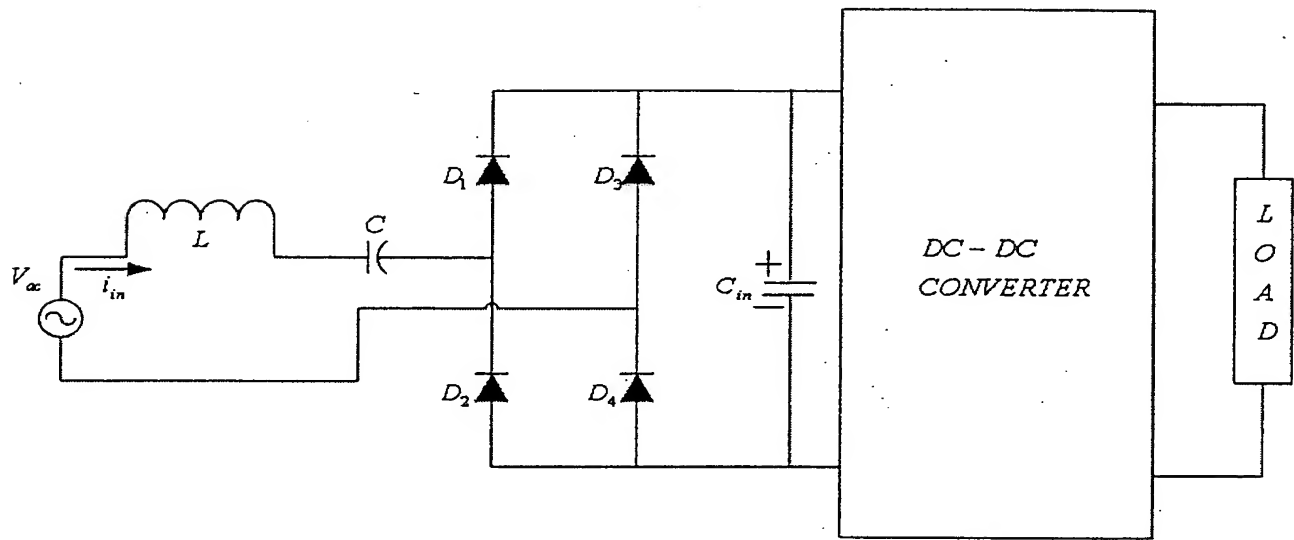 V_ac
i_in
L
C
D_1
D_2
D_3
D_4
+
C_in
−
DC-DC
CONVERTER
L
O
A
D